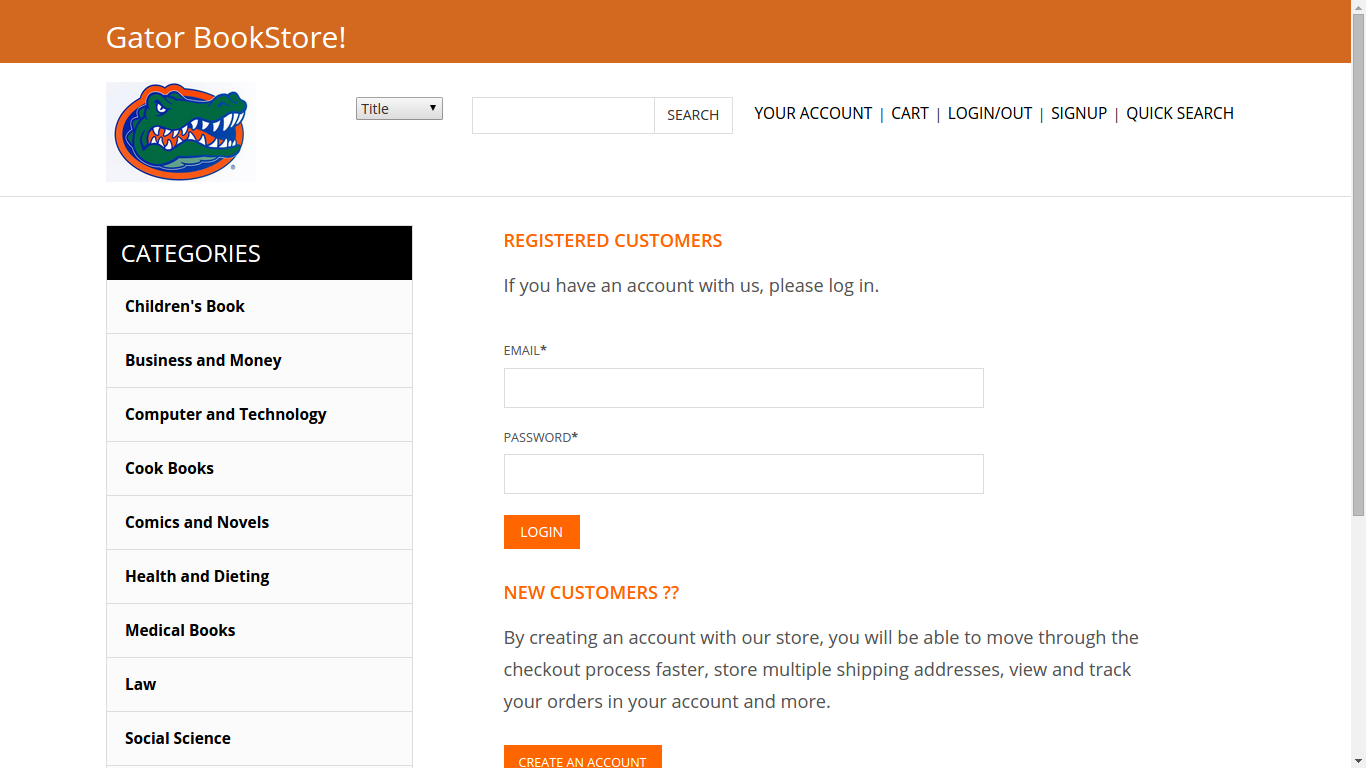 Gator BookStore!
Title
SEARCH
YOUR ACCOUNT | CART | LOGIN/OUT | SIGNUP | QUICK SEARCH
CATEGORIES
Children's Book
Business and Money
Computer and Technology
Cook Books
Comics and Novels
Health and Dieting
Medical Books
Law
Social Science
REGISTERED CUSTOMERS
If you have an account with us, please log in.
EMAIL*
PASSWORD*
LOGIN
NEW CUSTOMERS ??
By creating an account with our store, you will be able to move through the
checkout process faster, store multiple shipping addresses, view and track
your orders in your account and more.
CREATE AN ACCOUNT